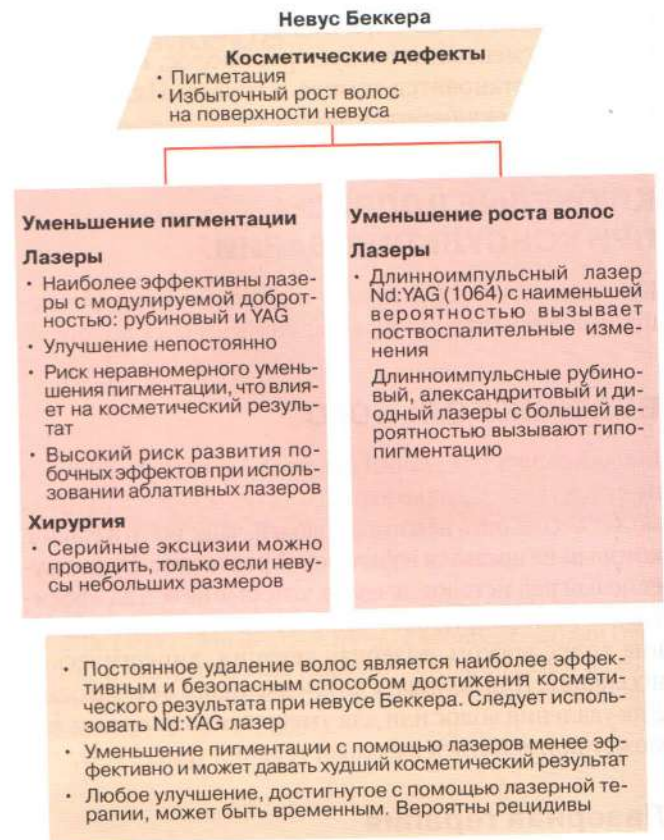 Невус Беккера
Косметические дефекты
• Пигметация
• Избыточный рост волос
на поверхности невуса
Уменьшение пигментации
Лазеры
• Наиболее эффективны лазе-
ры с модулируемой доброт-
ностью: рубиновый и YAG
• Улучшение непостоянно
• Риск неравномерного умень-
шения пигментации, что влия-
ет на косметический резуль-
тат
• Высокий риск развития по-
бочных эффектов при исполь-
зовании аблативных лазеров
Хирургия
• Серийные эксцизии можно
проводить, только если неву-
сы небольших размеров
Уменьшение роста волос
Лазеры
• Длинноимпульсный лазер
Nd:YAG (1064) с наименьшей
вероятностью вызывает
поствоспалительные изме-
нения
Длинноимпульсные рубино-
вый, александритовый и ди-
одный лазеры с большей ве-
роятностью вызывают гипо-
пигментацию
• Постоянное удаление волос является наиболее эффек-
тивным и безопасным способом достижения космети-
ческого результата при невусе Беккера. Следует исполь-
зовать Nd:YAG лазер
• Уменьшение пигментации с помощью лазеров менее эф-
фективно и может давать худший косметический результат
• Любое улучшение, достигнутое с помощью лазерной те-
рапии, может быть временным. Вероятны рецидивы